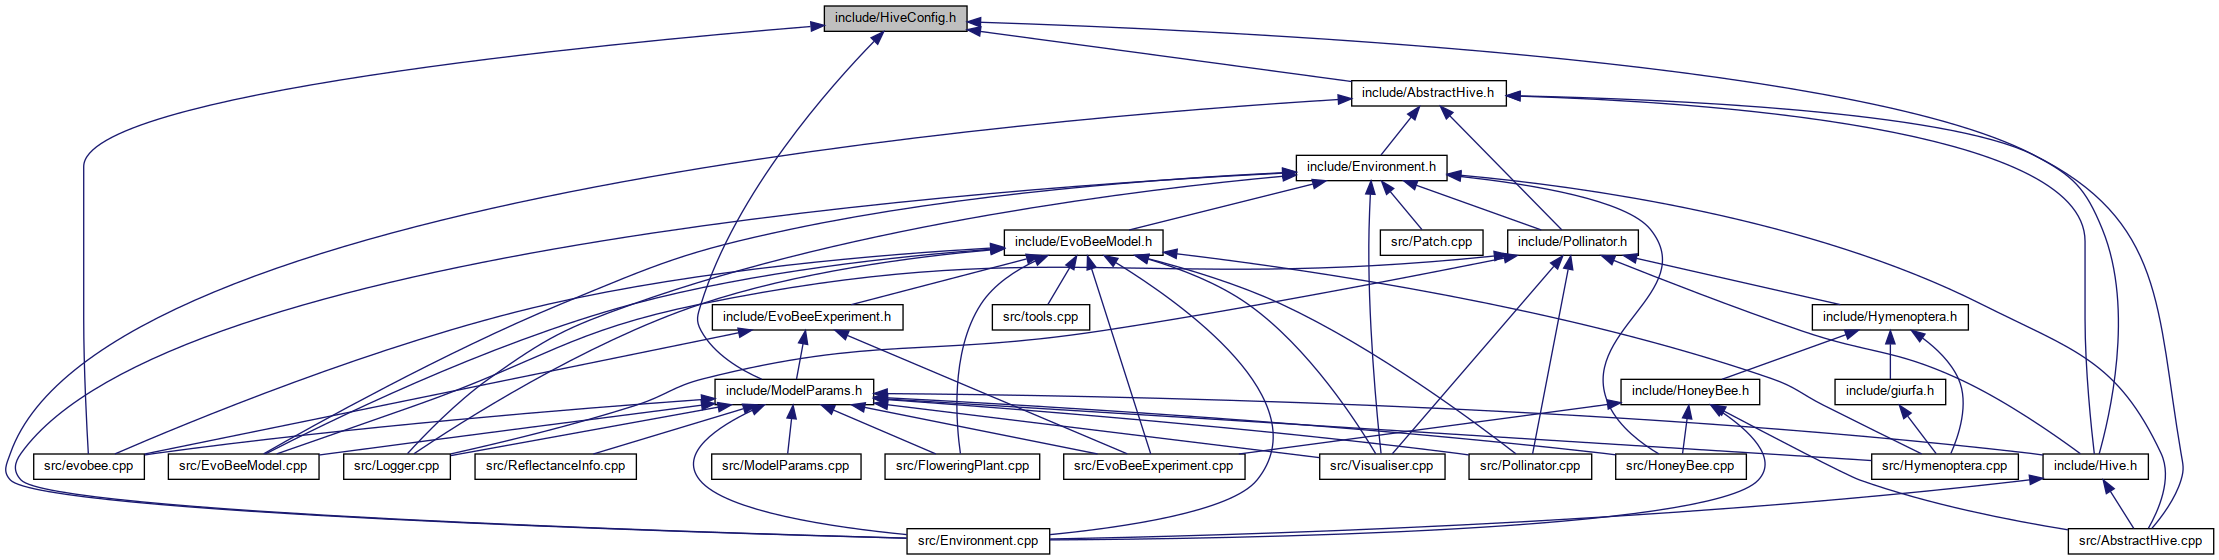 include/HiveConfig.h
include/AbstractHive.h
include/Environment.h
include/EvoBeeModel.h
src/Patch.cpp
include/Pollinator.h
include/EvoBeeExperiment.h
src/tools.cpp
include/Hymenoptera.h
include/ModelParams.h
include/HoneyBee.h
include/giurfa.h
src/evobee.cpp
src/EvoBeeModel.cpp
src/Logger.cpp
src/ReflectanceInfo.cpp
src/ModelParams.cpp
src/FloweringPlant.cpp
src/EvoBeeExperiment.cpp
src/Visualiser.cpp
src/Pollinator.cpp
src/HoneyBee.cpp
src/Hymenoptera.cpp
include/Hive.h
src/Environment.cpp
src/AbstractHive.cpp